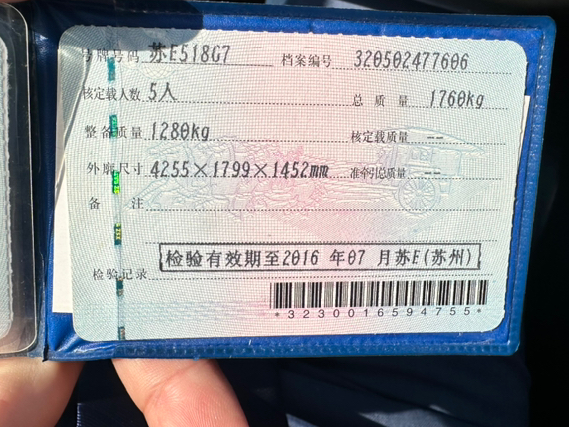 号牌号码 苏E518G7 档案编号 320502477606
核定载人数 5人 总质量 1760kg
整备质量 1280kg 核定载质量 --
外廓尺寸 4255×1799×1452mm 准牵引总质量 --
备注
检验有效期至2016 年07 月苏E(苏州)
检验记录
*3230016594755*